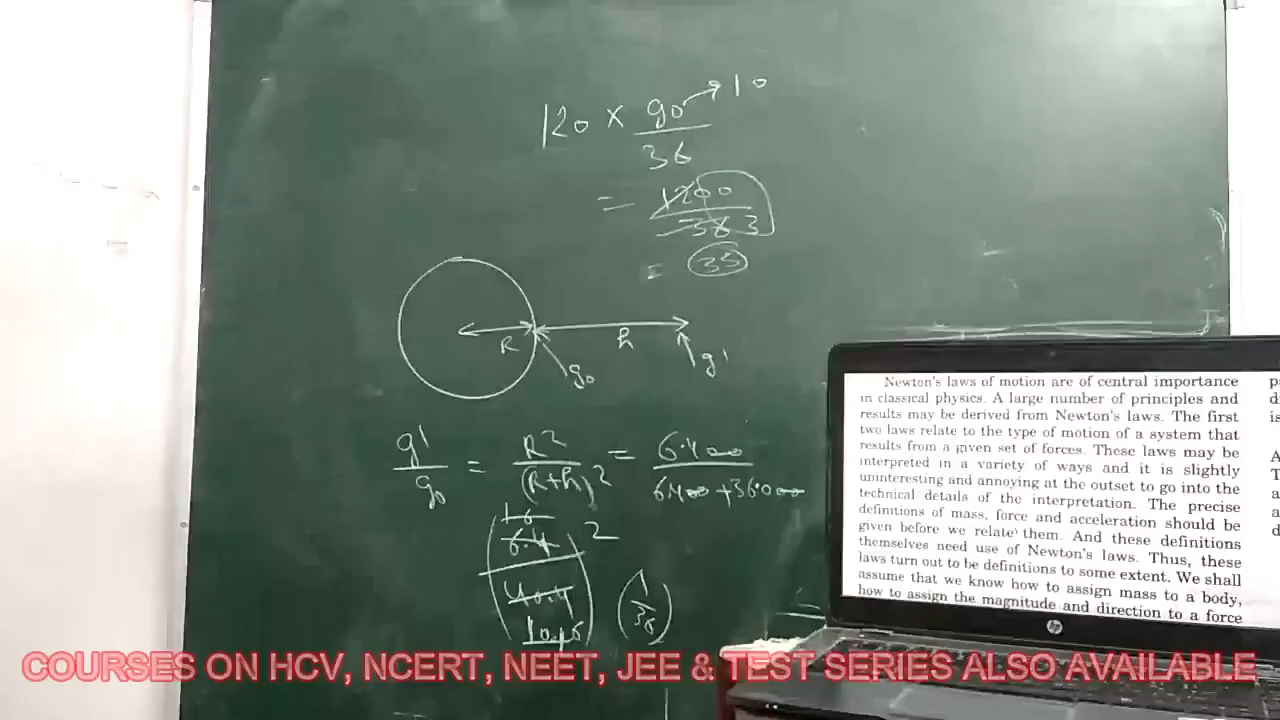 120 × g0 → 10
36
= 1200
36 3
= 35
R
h
g0
g'
g' = R² = 6400
g0 (R+h)² 6400 + 36000
1.6
( 6.4 )²
40.4
10.16
( 1
36 )
Newton's laws of motion are of central importance
in classical physics. A large number of principles and
results may be derived from Newton's laws. The first
two laws relate to the type of motion of a system that
results from a given set of forces. These laws may be
interpreted in a variety of ways and it is slightly
uninteresting and annoying at the outset to go into the
technical details of the interpretation. The precise
definitions of mass, force and acceleration should be
given before we relate them. And these definitions
themselves need use of Newton's laws. Thus, these
laws turn out to be definitions to some extent. We shall
assume that we know how to assign mass to a body,
how to assign the magnitude and direction to a force
hp
COURSES ON HCV, NCERT, NEET, JEE & TEST SERIES ALSO AVAILABLE